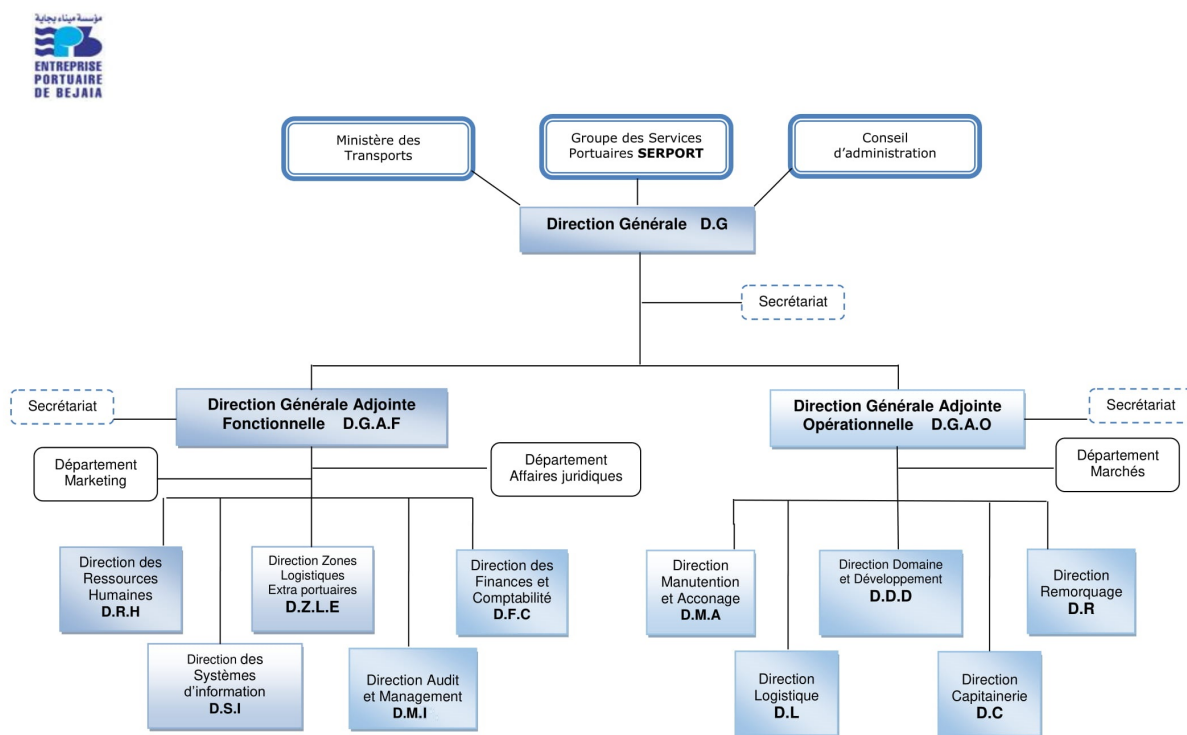 مؤسسة ميناء بجاية
ENTREPRISE
PORTUAIRE
DE BEJAIA
Ministère des
Transports
Groupe des Services
Portuaires SERPORT
Conseil
d'administration
Direction Générale D.G
Secrétariat
Secrétariat
Direction Générale Adjointe
Fonctionnelle D.G.A.F
Direction Générale Adjointe
Opérationnelle D.G.A.O
Secrétariat
Département
Marketing
Département
Affaires juridiques
Département
Marchés
Direction des
Ressources
Humaines
D.R.H
Direction Zones
Logistiques
Extra portuaires
D.Z.L.E
Direction des
Finances et
Comptabilité
D.F.C
Direction
Manutention
et Acconage
D.M.A
Direction Domaine
et Développement
D.D.D
Direction
Remorquage
D.R
Direction des
Systèmes
d'information
D.S.I
Direction Audit
et Management
D.M.I
Direction
Logistique
D.L
Direction
Capitainerie
D.C